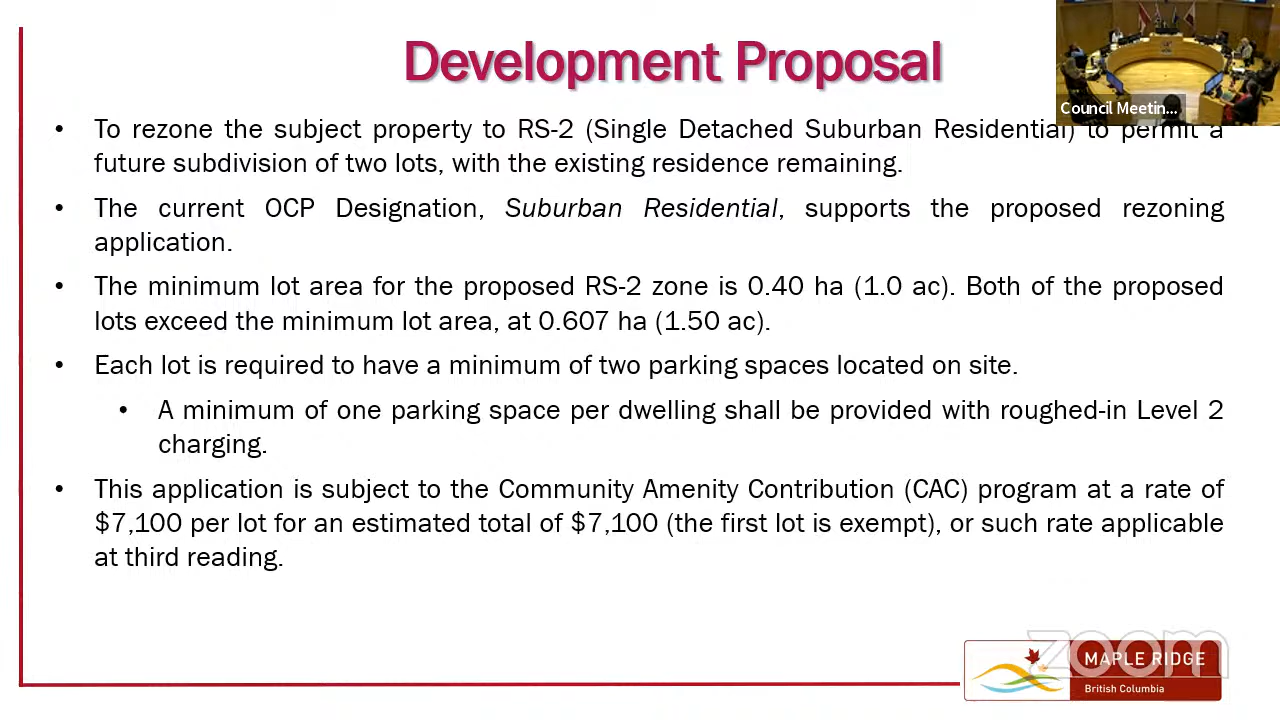 Development Proposal
Council Meetin...
• To rezone the subject property to RS-2 (Single Detached Suburban Residential) to permit a
future subdivision of two lots, with the existing residence remaining.
• The current OCP Designation, Suburban Residential, supports the proposed rezoning
application.
• The minimum lot area for the proposed RS-2 zone is 0.40 ha (1.0 ac). Both of the proposed
lots exceed the minimum lot area, at 0.607 ha (1.50 ac).
• Each lot is required to have a minimum of two parking spaces located on site.
• A minimum of one parking space per dwelling shall be provided with roughed-in Level 2
charging.
• This application is subject to the Community Amenity Contribution (CAC) program at a rate of
$7,100 per lot for an estimated total of $7,100 (the first lot is exempt), or such rate applicable
at third reading.
zoom
MAPLE RIDGE
British Columbia